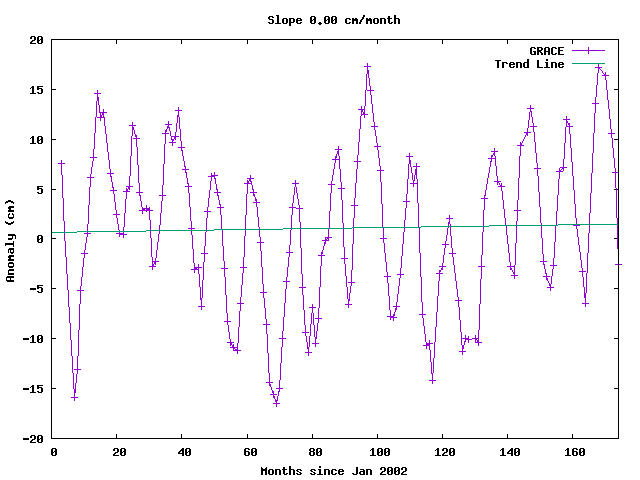 Slope 0.00 cm/month
GRACE
Trend Line
Anomaly (cm)
20
15
10
5
0
-5
-10
-15
-20
0 20 40 60 80 100 120 140 160
Months since Jan 2002